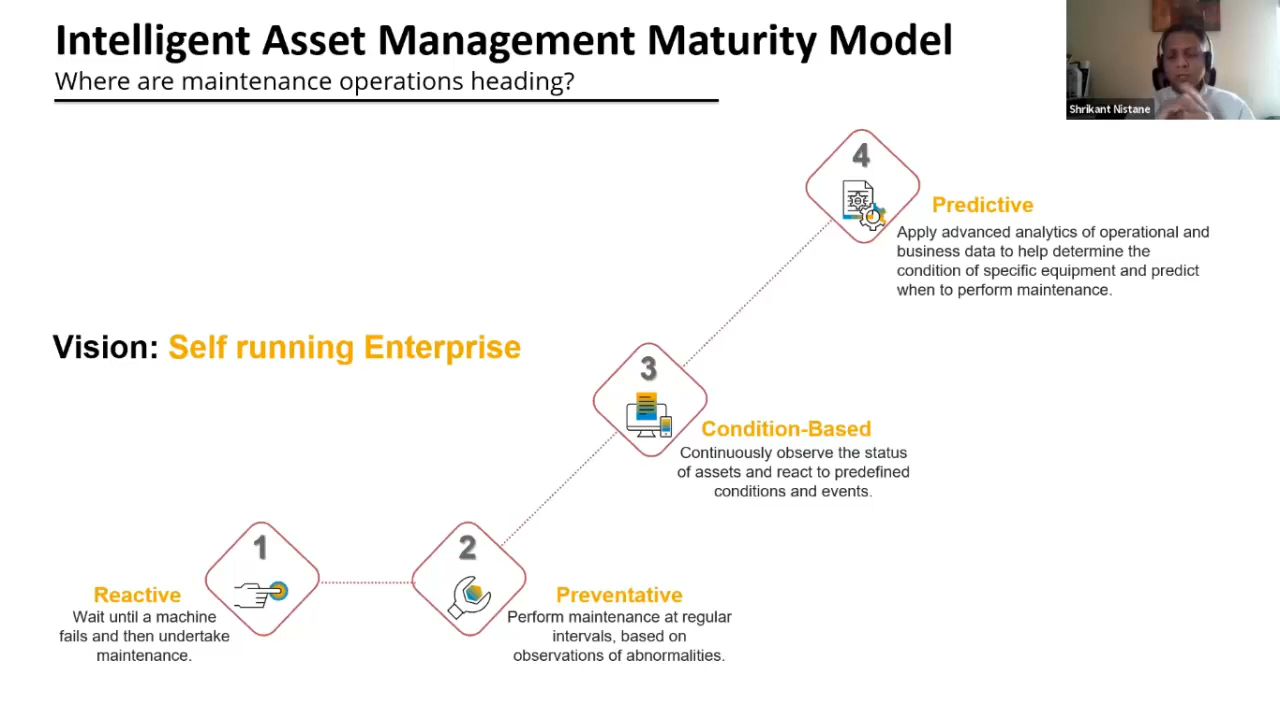 Intelligent Asset Management Maturity Model
Where are maintenance operations heading?
Shrikant Nistane
4
Predictive
Apply advanced analytics of operational and
business data to help determine the
condition of specific equipment and predict
when to perform maintenance.
Vision: Self running Enterprise
3
Condition-Based
Continuously observe the status
of assets and react to predefined
conditions and events.
1
Reactive
Wait until a machine
fails and then undertake
maintenance.
2
Preventative
Perform maintenance at regular
intervals, based on
observations of abnormalities.